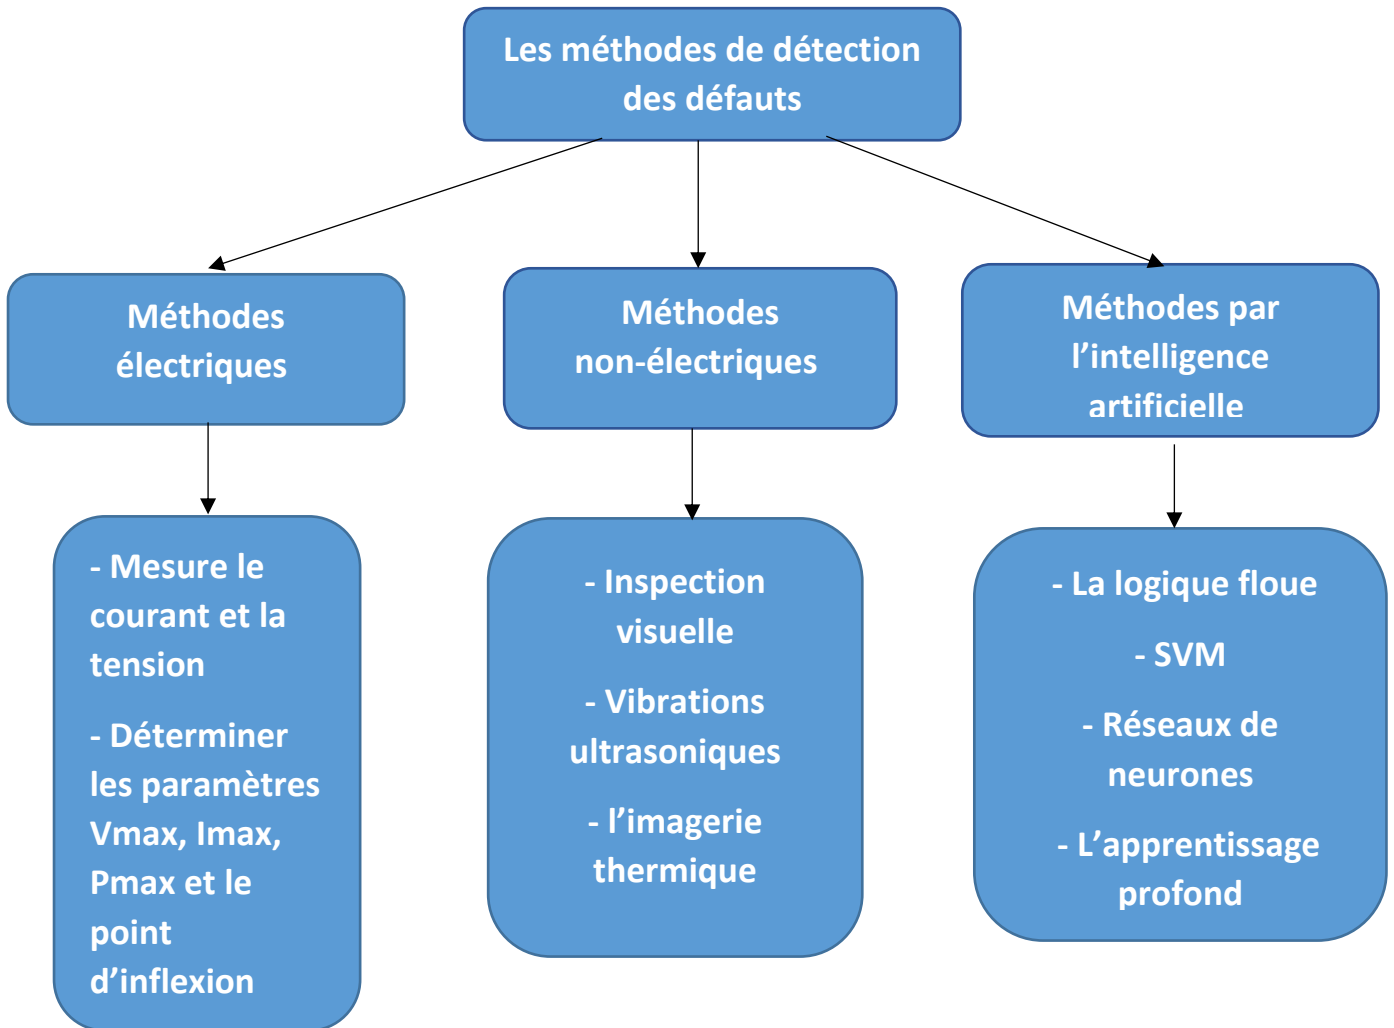 Les méthodes de détection
des défauts
Méthodes
électriques
Méthodes
non-électriques
Méthodes par
l’intelligence
artificielle
- Mesure le
courant et la
tension
- Déterminer
les paramètres
Vmax, Imax,
Pmax et le
point
d’inflexion
- Inspection
visuelle
- Vibrations
ultrasoniques
- l’imagerie
thermique
- La logique floue
- SVM
- Réseaux de
neurones
- L’apprentissage
profond